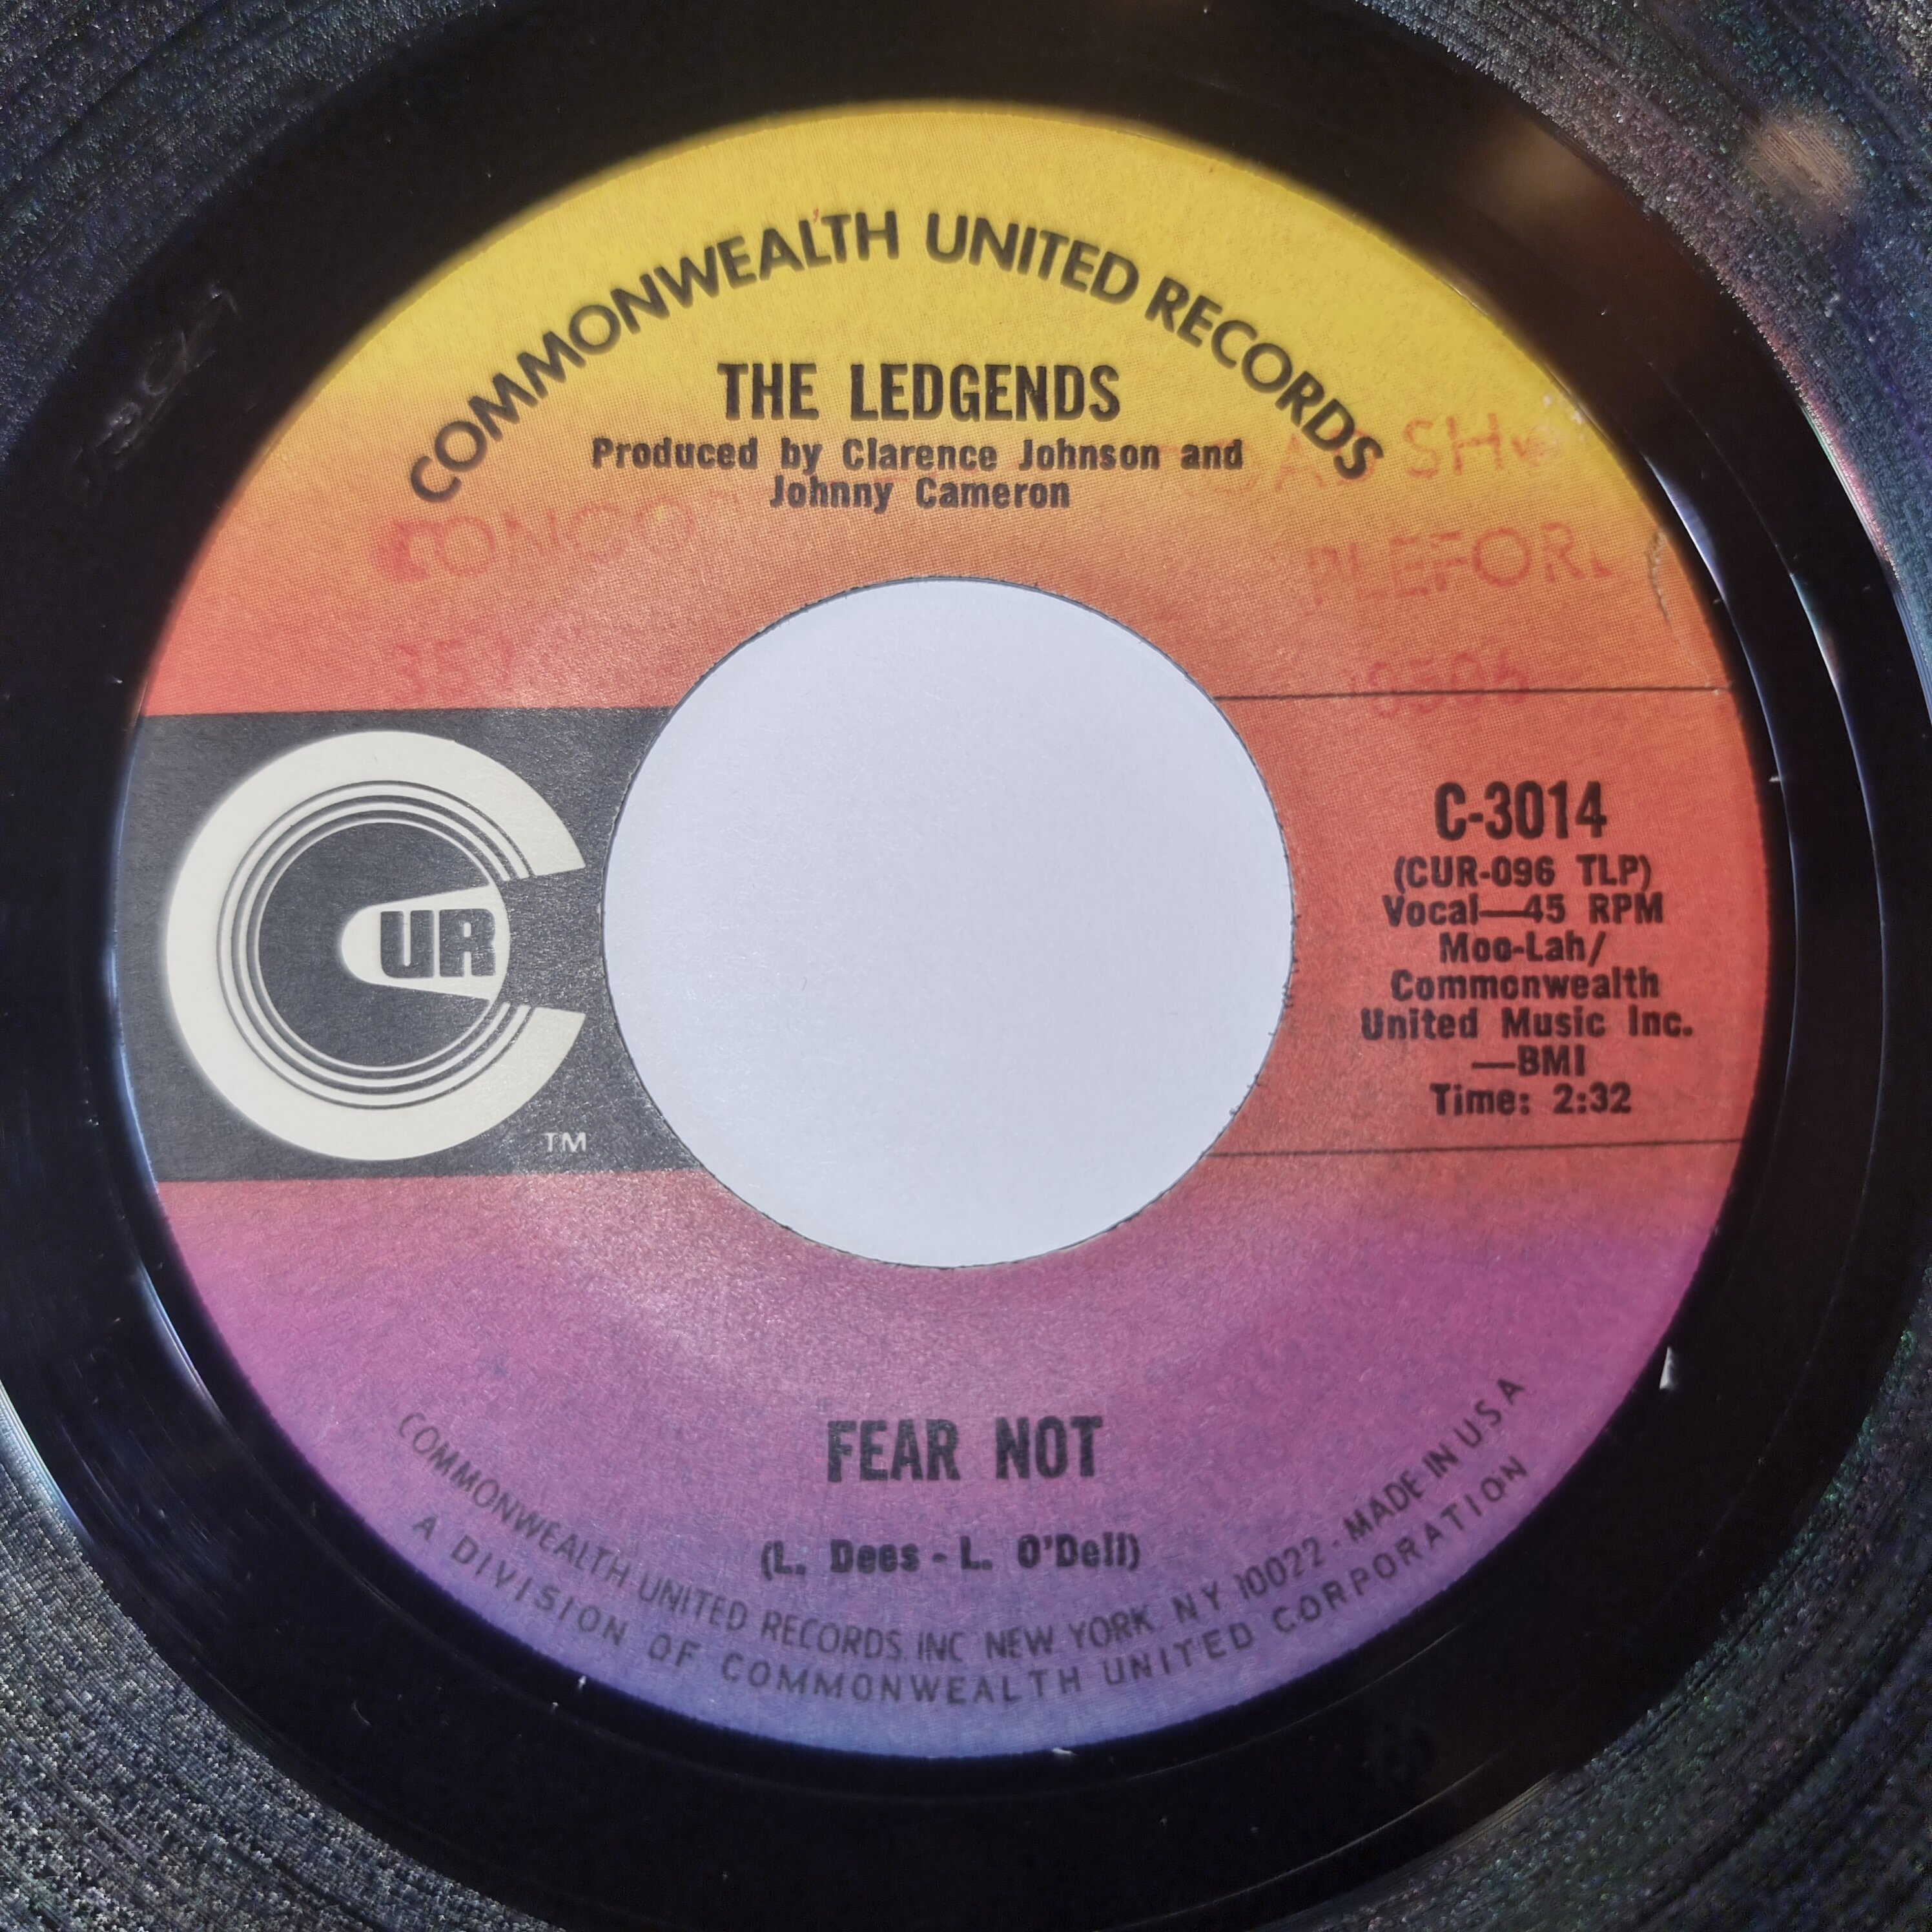 COMMONWEALTH UNITED RECORDS
THE LEDGENDS
Produced by Clarence Johnson and
Johnny Cameron
CUR
TM
C-3014
(CUR-096 TLP)
Vocal—45 RPM
Moo-Lah/
Commonwealth
United Music Inc.
—BMI
Time: 2:32
FEAR NOT
(L. Dees - L. O'Dell)
COMMONWEALTH UNITED RECORDS. INC NEW YORK. N Y 10022 - MADE IN U S A
A DIVISION OF COMMONWEALTH UNITED CORPORATION